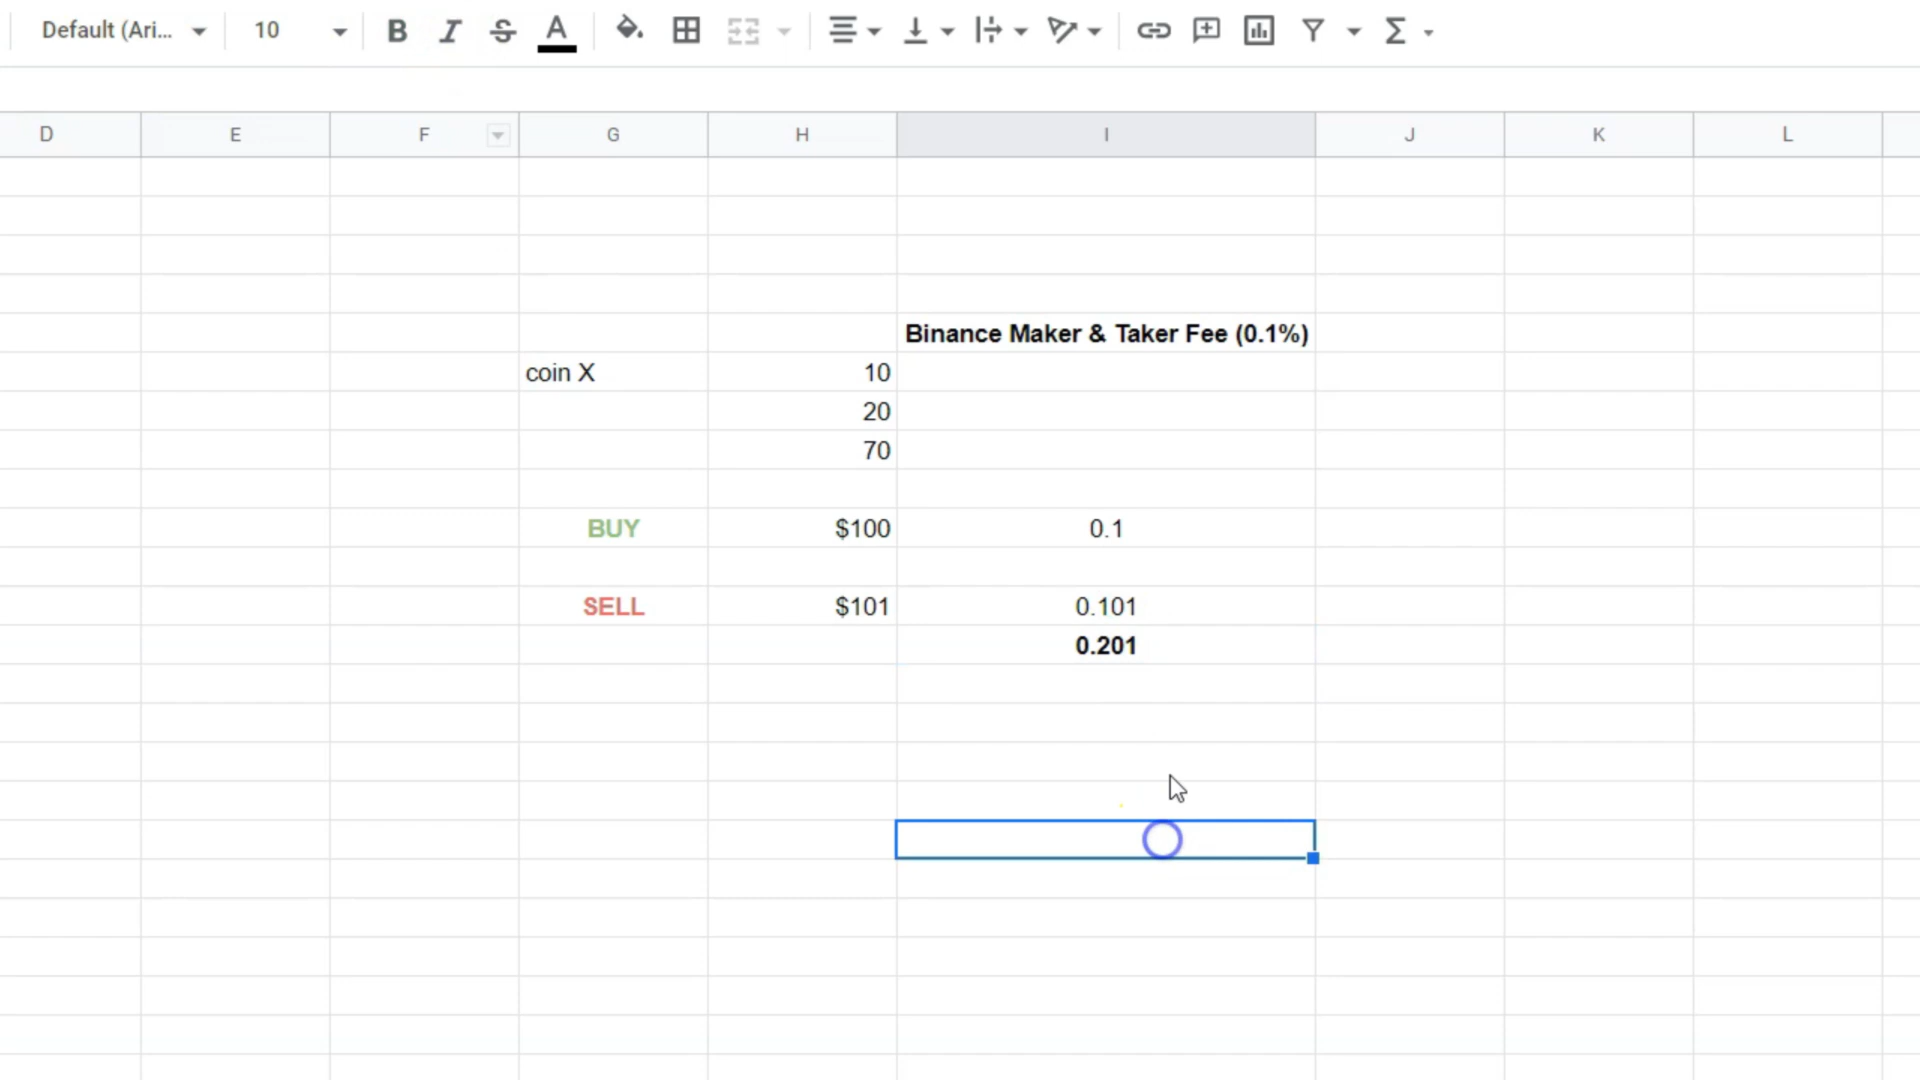 Default (Ari... 10 B I S A Σ
D E F G H I J K L
Binance Maker & Taker Fee (0.1%)
coin X 10
20
70
BUY $100 0.1
SELL $101 0.101
0.201